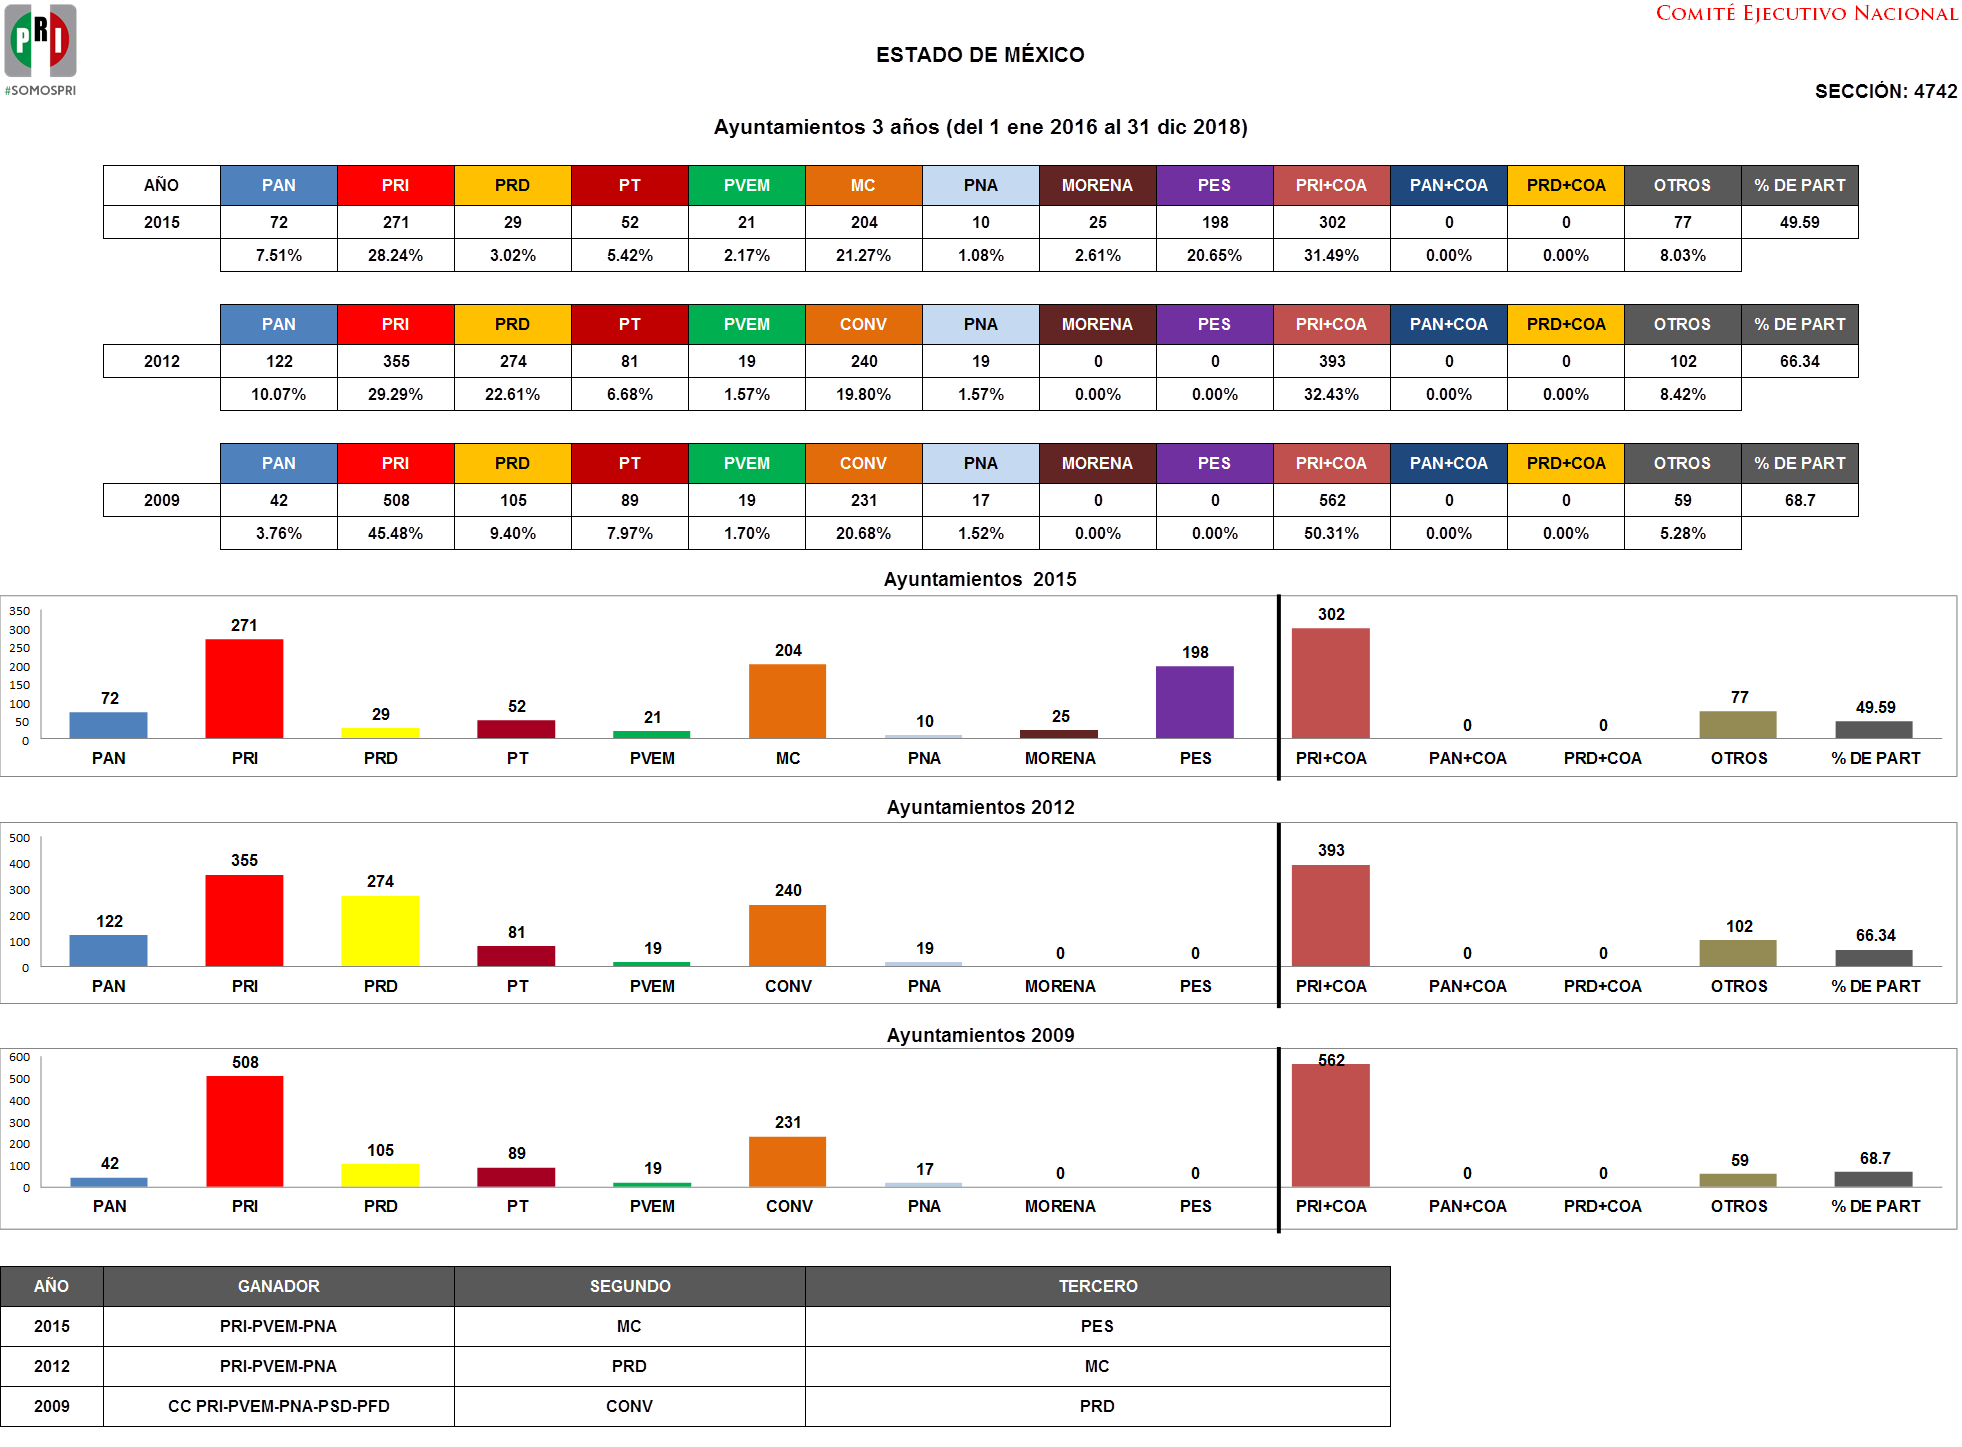 PRI
#SOMOSPRI
COMITÉ EJECUTIVO NACIONAL
ESTADO DE MÉXICO
SECCIÓN: 4742
Ayuntamientos 3 años (del 1 ene 2016 al 31 dic 2018)
AÑO PAN PRI PRD PT PVEM MC PNA MORENA PES PRI+COA PAN+COA PRD+COA OTROS % DE PART
2015 72 271 29 52 21 204 10 25 198 302 0 0 77 49.59
7.51% 28.24% 3.02% 5.42% 2.17% 21.27% 1.08% 2.61% 20.65% 31.49% 0.00% 0.00% 8.03%
PAN PRI PRD PT PVEM CONV PNA MORENA PES PRI+COA PAN+COA PRD+COA OTROS % DE PART
2012 122 355 274 81 19 240 19 0 0 393 0 0 102 66.34
10.07% 29.29% 22.61% 6.68% 1.57% 19.80% 1.57% 0.00% 0.00% 32.43% 0.00% 0.00% 8.42%
PAN PRI PRD PT PVEM CONV PNA MORENA PES PRI+COA PAN+COA PRD+COA OTROS % DE PART
2009 42 508 105 89 19 231 17 0 0 562 0 0 59 68.7
3.76% 45.48% 9.40% 7.97% 1.70% 20.68% 1.52% 0.00% 0.00% 50.31% 0.00% 0.00% 5.28%
Ayuntamientos 2015
350
300
250
200
150
100
50
0
72 271 29 52 21 204 10 25 198 302 0 0 77 49.59
PAN PRI PRD PT PVEM MC PNA MORENA PES PRI+COA PAN+COA PRD+COA OTROS % DE PART
Ayuntamientos 2012
500
400
300
200
100
0
122 355 274 81 19 240 19 0 0 393 0 0 102 66.34
PAN PRI PRD PT PVEM CONV PNA MORENA PES PRI+COA PAN+COA PRD+COA OTROS % DE PART
Ayuntamientos 2009
600
500
400
300
200
100
0
42 508 105 89 19 231 17 0 0 562 0 0 59 68.7
PAN PRI PRD PT PVEM CONV PNA MORENA PES PRI+COA PAN+COA PRD+COA OTROS % DE PART
AÑO GANADOR SEGUNDO TERCERO
2015 PRI-PVEM-PNA MC PES
2012 PRI-PVEM-PNA PRD MC
2009 CC PRI-PVEM-PNA-PSD-PFD CONV PRD